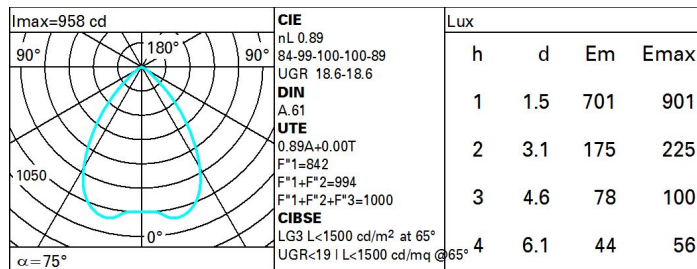 Imax=958 cd
90°
180°
90°
1050
0°
α=75°
CIE
nL 0.89
84-99-100-100-89
UGR 18.6-18.6
DIN
A.61
UTE
0.89A+0.00T
F"1=842
F"1+F"2=994
F"1+F"2+F"3=1000
CIBSE
LG3 L<1500 cd/m² at 65°
UGR<19 | L<1500 cd/mq @65°
Lux
h d Em Emax
1 1.5 701 901
2 3.1 175 225
3 4.6 78 100
4 6.1 44 56